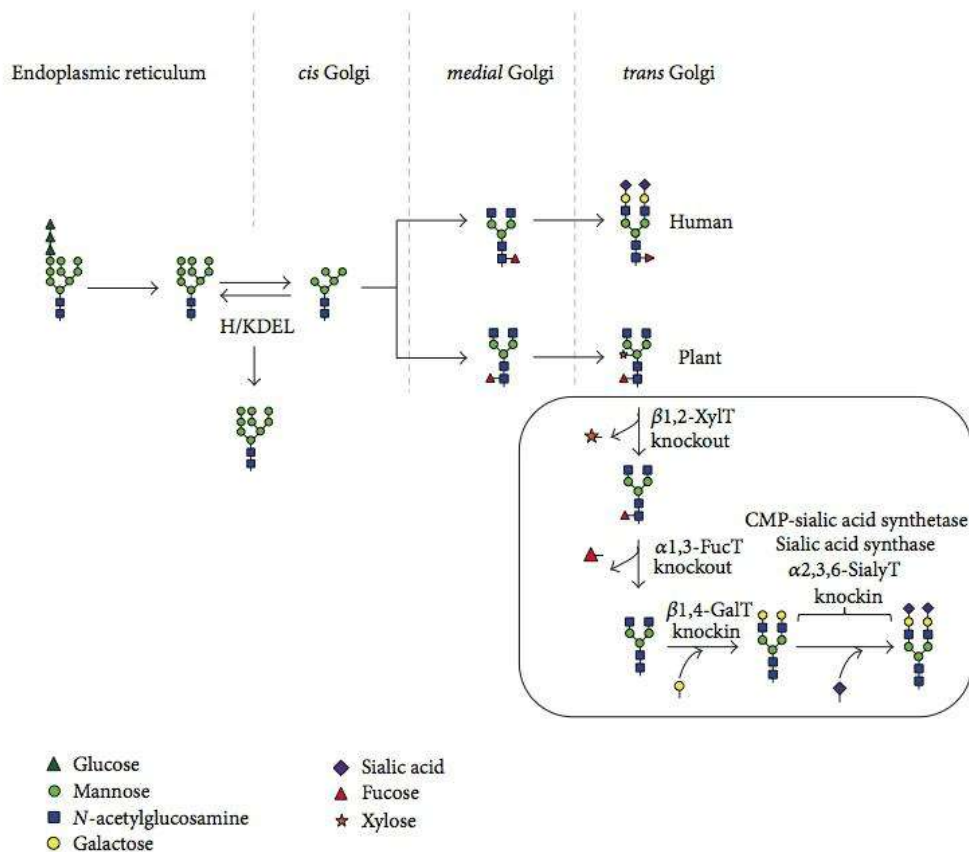 Endoplasmic reticulum
cis Golgi
medial Golgi
trans Golgi
Human
H/KDEL
Plant
β1,2-XylT
knockout
CMP-sialic acid synthetase
Sialic acid synthase
α2,3,6-SialyT
knockin
α1,3-FucT
knockout
β1,4-GalT
knockin
Glucose
Mannose
N-acetylglucosamine
Galactose
Sialic acid
Fucose
Xylose